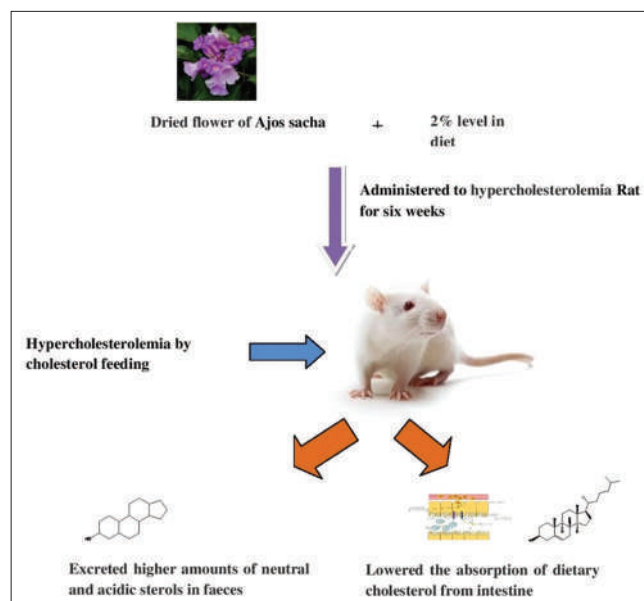 Dried flower of Ajos sacha + 2% level in
diet
Administered to hypercholesterolemia Rat
for six weeks
Hypercholesterolemia by
cholesterol feeding
Excreted higher amounts of neutral
and acidic sterols in faeces
Lowered the absorption of dietary
cholesterol from intestine